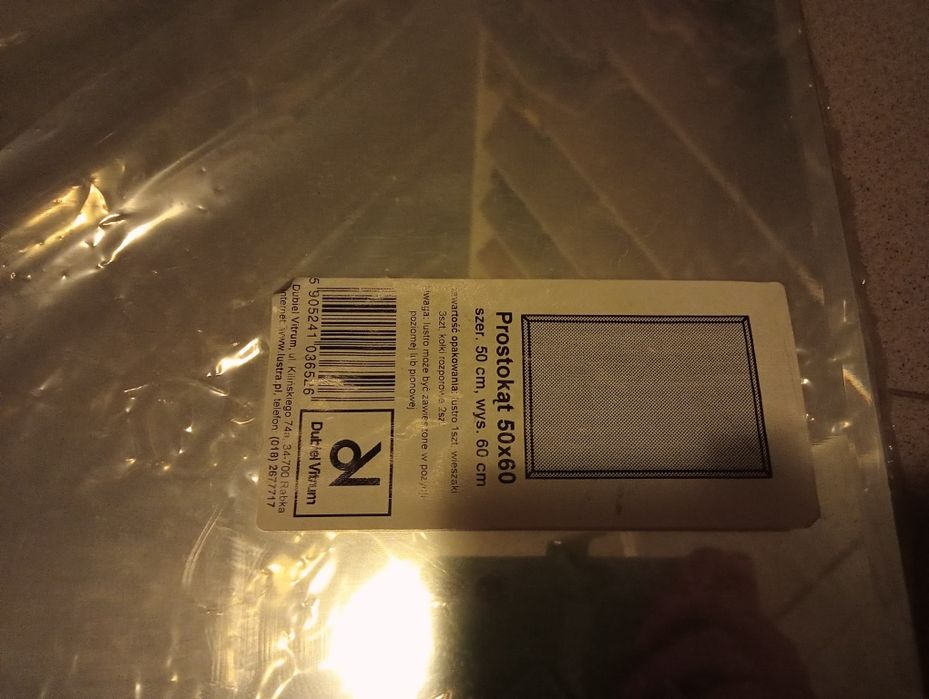 Prostokąt 50x60
szer. 50 cm, wys. 60 cm
zawartość opakowania: lustro 1szt, wieszaki
3szt, kołki rozporowe 2szt
uwaga: lustro może być zawieszone w pozycji
poziomej lub pionowej
5 905241 036526
Dubiel Vitrum
Dubiel Vitrum, ul. Kilińskiego 74a, 34-700 Rabka
internet: www.lustra.pl, telefon: (018) 2677717